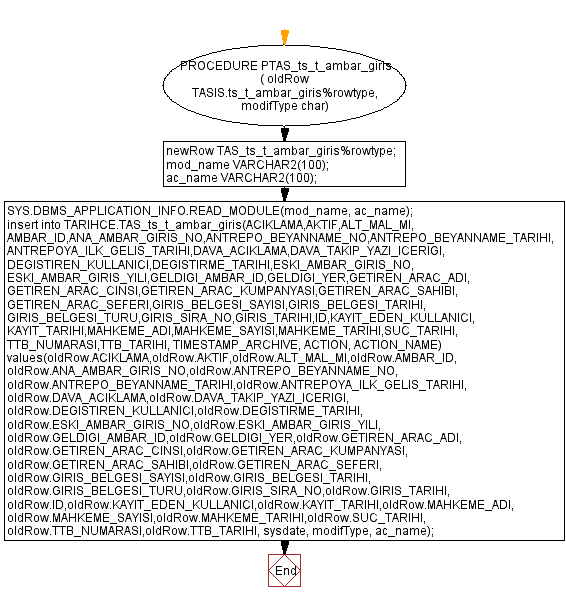 PROCEDURE PTAS_ts_t_ambar_giris
( oldRow
TASIS.ts_t_ambar_giris%rowtype,
modifType char)
newRow TAS_ts_t_ambar_giris%rowtype;
mod_name VARCHAR2(100);
ac_name VARCHAR2(100);
SYS.DBMS_APPLICATION_INFO.READ_MODULE(mod_name, ac_name);
insert into TARIHCE.TAS_ts_t_ambar_giris(ACIKLAMA,AKTIF,ALT_MAL_MI,
AMBAR_ID,ANA_AMBAR_GIRIS_NO,ANTREPO_BEYANNAME_NO,ANTREPO_BEYANNAME_TARIHI,
ANTREPOYA_ILK_GELIS_TARIHI,DAVA_ACIKLAMA,DAVA_TAKIP_YAZI_ICERIGI,
DEGISTIREN_KULLANICI,DEGISTIRME_TARIHI,ESKI_AMBAR_GIRIS_NO,
ESKI_AMBAR_GIRIS_YILI,GELDIGI_AMBAR_ID,GELDIGI_YER,GETIREN_ARAC_ADI,
GETIREN_ARAC_CINSI,GETIREN_ARAC_KUMPANYASI,GETIREN_ARAC_SAHIBI,
GETIREN_ARAC_SEFERI,GIRIS_BELGESI_SAYISI,GIRIS_BELGESI_TARIHI,
GIRIS_BELGESI_TURU,GIRIS_SIRA_NO,GIRIS_TARIHI,ID,KAYIT_EDEN_KULLANICI,
KAYIT_TARIHI,MAHKEME_ADI,MAHKEME_SAYISI,MAHKEME_TARIHI,SUC_TARIHI,
TTB_NUMARASI,TTB_TARIHI, TIMESTAMP_ARCHIVE, ACTION, ACTION_NAME)
values(oldRow.ACIKLAMA,oldRow.AKTIF,oldRow.ALT_MAL_MI,oldRow.AMBAR_ID,
oldRow.ANA_AMBAR_GIRIS_NO,oldRow.ANTREPO_BEYANNAME_NO,
oldRow.ANTREPO_BEYANNAME_TARIHI,oldRow.ANTREPOYA_ILK_GELIS_TARIHI,
oldRow.DAVA_ACIKLAMA,oldRow.DAVA_TAKIP_YAZI_ICERIGI,
oldRow.DEGISTIREN_KULLANICI,oldRow.DEGISTIRME_TARIHI,
oldRow.ESKI_AMBAR_GIRIS_NO,oldRow.ESKI_AMBAR_GIRIS_YILI,
oldRow.GELDIGI_AMBAR_ID,oldRow.GELDIGI_YER,oldRow.GETIREN_ARAC_ADI,
oldRow.GETIREN_ARAC_CINSI,oldRow.GETIREN_ARAC_KUMPANYASI,
oldRow.GETIREN_ARAC_SAHIBI,oldRow.GETIREN_ARAC_SEFERI,
oldRow.GIRIS_BELGESI_SAYISI,oldRow.GIRIS_BELGESI_TARIHI,
oldRow.GIRIS_BELGESI_TURU,oldRow.GIRIS_SIRA_NO,oldRow.GIRIS_TARIHI,
oldRow.ID,oldRow.KAYIT_EDEN_KULLANICI,oldRow.KAYIT_TARIHI,oldRow.MAHKEME_ADI,
oldRow.MAHKEME_SAYISI,oldRow.MAHKEME_TARIHI,oldRow.SUC_TARIHI,
oldRow.TTB_NUMARASI,oldRow.TTB_TARIHI, sysdate, modifType, ac_name);
End